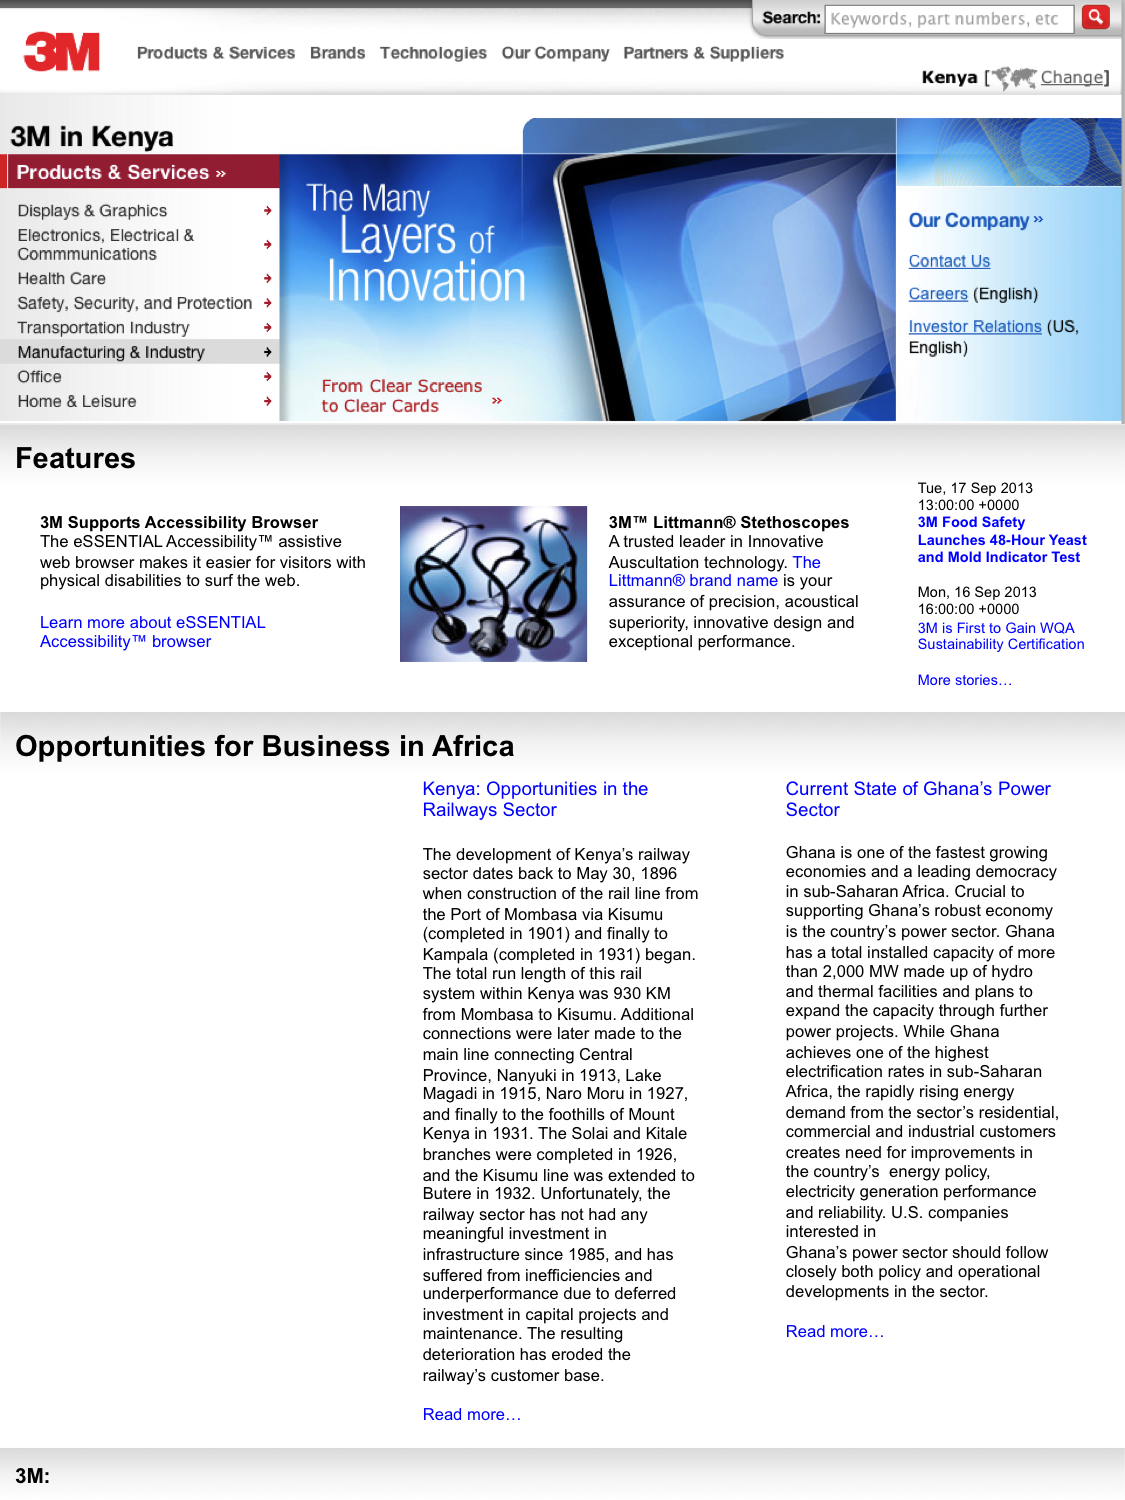 Search: Keywords, part numbers, etc
3M
Products & Services Brands Technologies Our Company Partners & Suppliers
Kenya [Change]
3M in Kenya
Products & Services »
Displays & Graphics
Electronics, Electrical &
Commmunications
Health Care
Safety, Security, and Protection
Transportation Industry
Manufacturing & Industry
Office
Home & Leisure
The Many
Layers of
Innovation
From Clear Screens
to Clear Cards »
Our Company »
Contact Us
Careers (English)
Investor Relations (US,
English)
Features
3M Supports Accessibility Browser
The eSSENTIAL Accessibility™ assistive
web browser makes it easier for visitors with
physical disabilities to surf the web.
Learn more about eSSENTIAL
Accessibility™ browser
3M™ Littmann® Stethoscopes
A trusted leader in Innovative
Auscultation technology. The
Littmann® brand name is your
assurance of precision, acoustical
superiority, innovative design and
exceptional performance.
Tue, 17 Sep 2013
13:00:00 +0000
3M Food Safety
Launches 48-Hour Yeast
and Mold Indicator Test
Mon, 16 Sep 2013
16:00:00 +0000
3M is First to Gain WQA
Sustainability Certification
More stories…
Opportunities for Business in Africa
Kenya: Opportunities in the
Railways Sector
The development of Kenya’s railway
sector dates back to May 30, 1896
when construction of the rail line from
the Port of Mombasa via Kisumu
(completed in 1901) and finally to
Kampala (completed in 1931) began.
The total run length of this rail
system within Kenya was 930 KM
from Mombasa to Kisumu. Additional
connections were later made to the
main line connecting Central
Province, Nanyuki in 1913, Lake
Magadi in 1915, Naro Moru in 1927,
and finally to the foothills of Mount
Kenya in 1931. The Solai and Kitale
branches were completed in 1926,
and the Kisumu line was extended to
Butere in 1932. Unfortunately, the
railway sector has not had any
meaningful investment in
infrastructure since 1985, and has
suffered from inefficiencies and
underperformance due to deferred
investment in capital projects and
maintenance. The resulting
deterioration has eroded the
railway’s customer base.
Read more…
Current State of Ghana’s Power
Sector
Ghana is one of the fastest growing
economies and a leading democracy
in sub-Saharan Africa. Crucial to
supporting Ghana’s robust economy
is the country’s power sector. Ghana
has a total installed capacity of more
than 2,000 MW made up of hydro
and thermal facilities and plans to
expand the capacity through further
power projects. While Ghana
achieves one of the highest
electrification rates in sub-Saharan
Africa, the rapidly rising energy
demand from the sector’s residential,
commercial and industrial customers
creates need for improvements in
the country’s energy policy,
electricity generation performance
and reliability. U.S. companies
interested in
Ghana’s power sector should follow
closely both policy and operational
developments in the sector.
Read more…
3M: